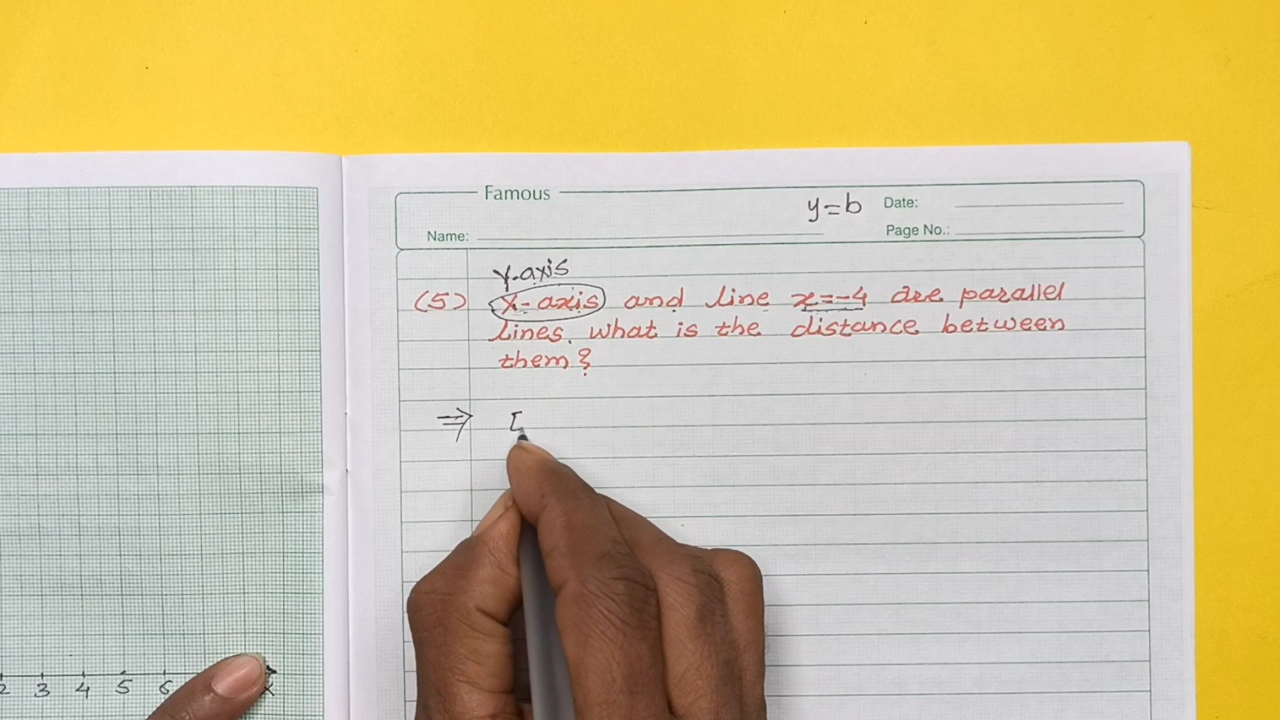 Famous
y=b
Date:
Name:
Page No.:
Y-axis
(5) X-axis and line x=-4 are parallel
lines. what is the distance between
them?
⇒ [
2 3 4 5 6 X